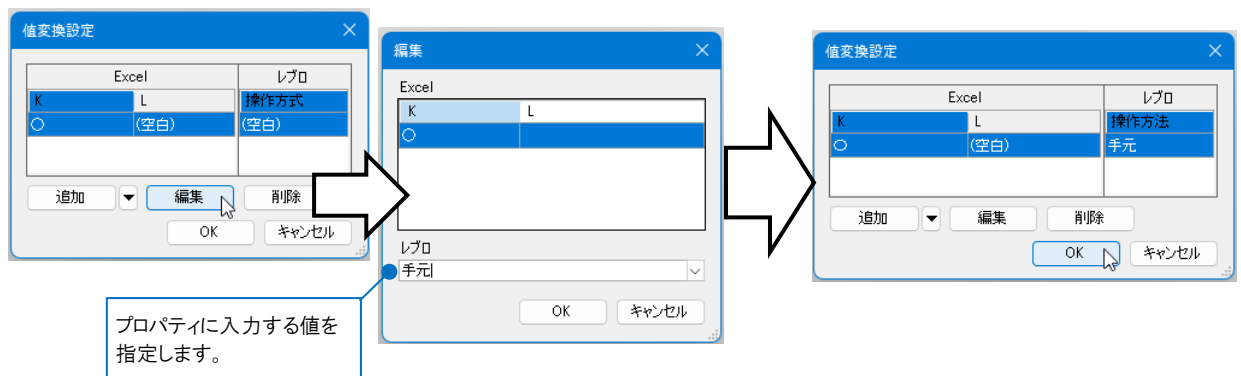 値変換設定
Excel レブロ
K L 操作方式
○ (空白) (空白)
追加 編集 削除
OK キャンセル
編集
Excel
K L
○
レブロ
手元
OK キャンセル
プロパティに入力する値を
指定します。
値変換設定
Excel レブロ
K L 操作方法
○ (空白) 手元
追加 編集 削除
OK キャンセル